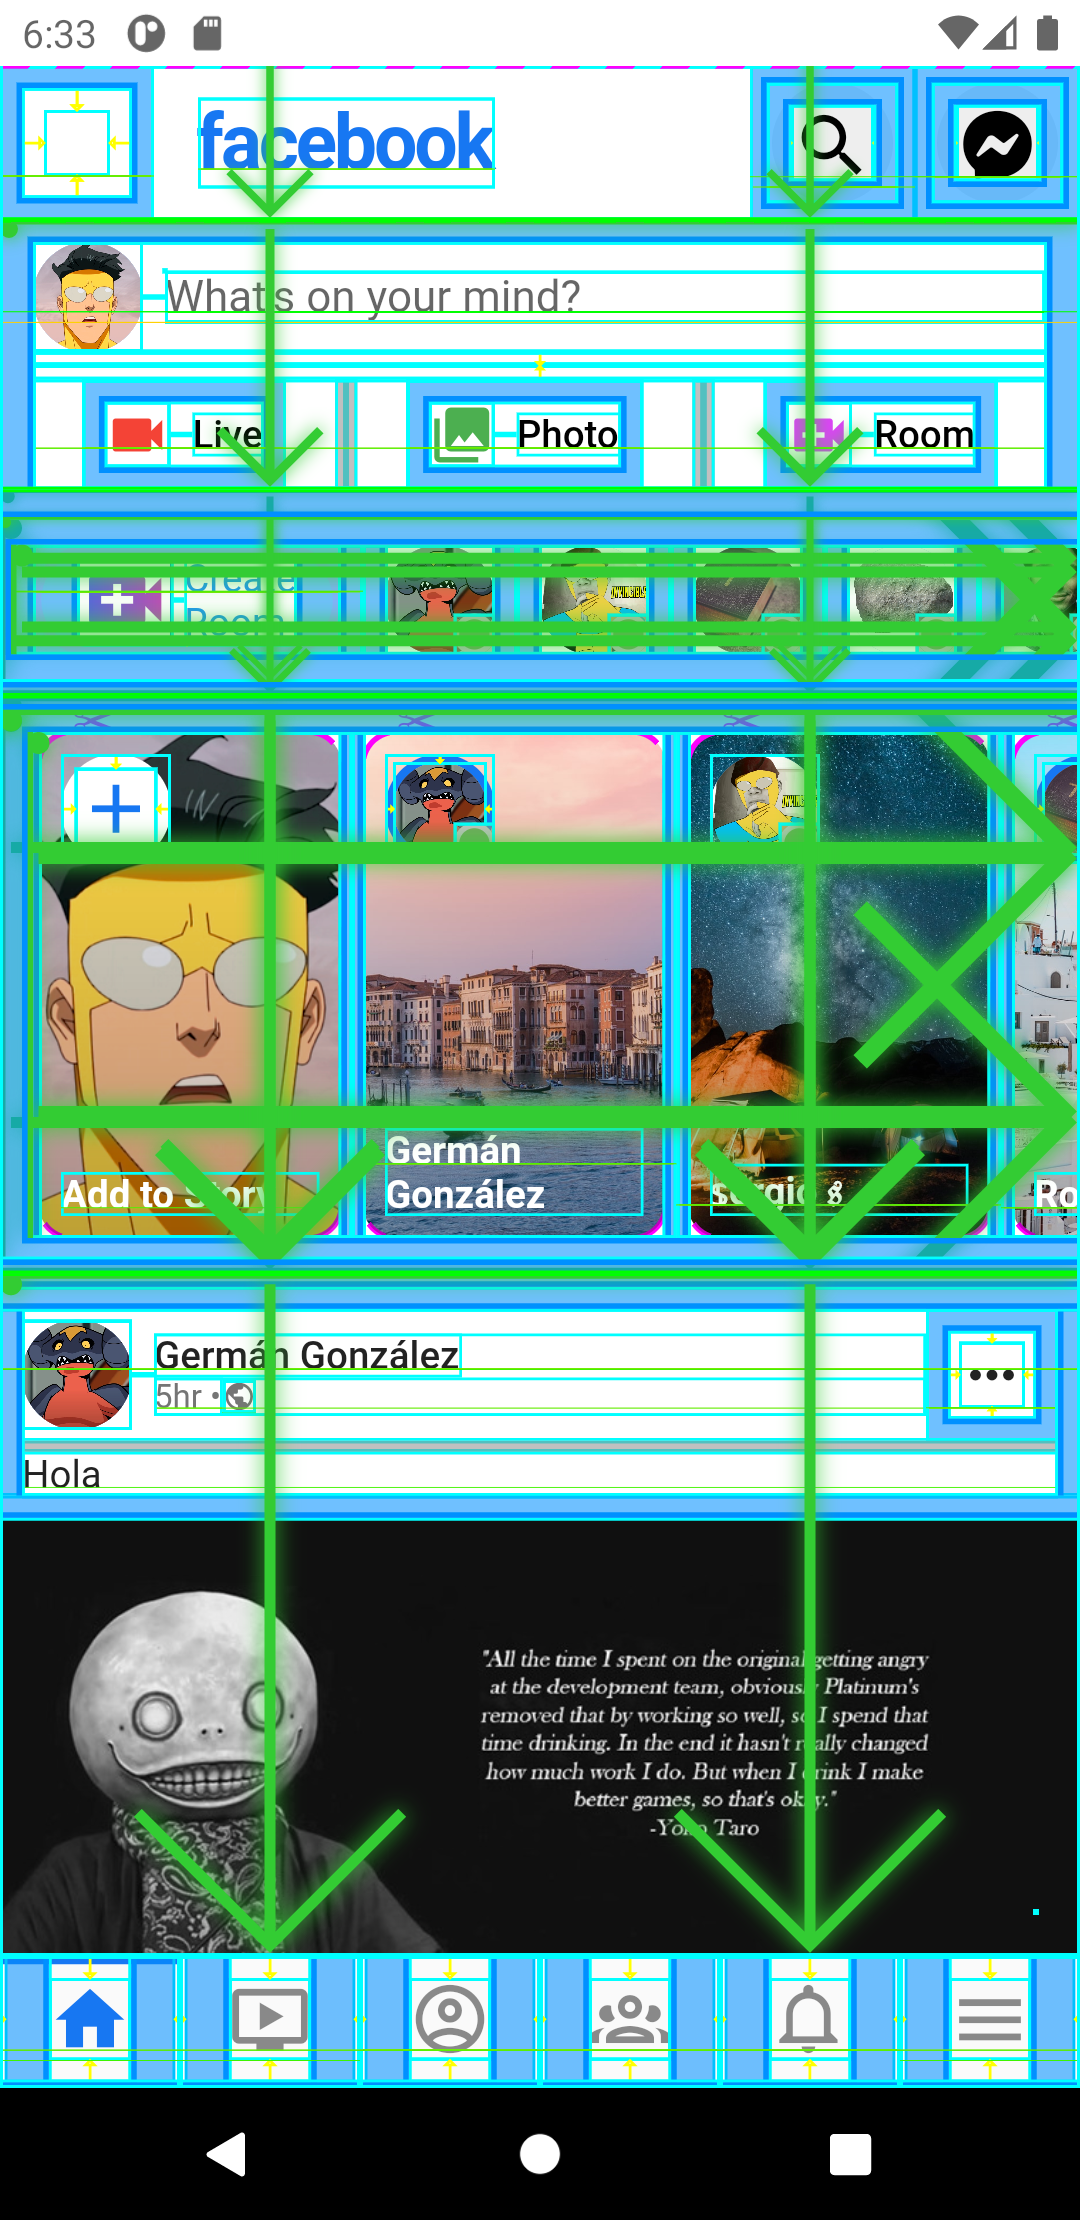 6:33
facebook
What's on your mind?
Live
Photo
Room
Create
Room
Add to Story
Germán
González
sergio
Ro
Germán González
5hr •
Hola
"All the time I spent on the original getting angry
at the development team, obviously Platinum's
removed that by working so well, so I spend that
time drinking. In the end it hasn't really changed
how much work I do. But when I drink I make
better games, so that's okay."
-Yoko Taro